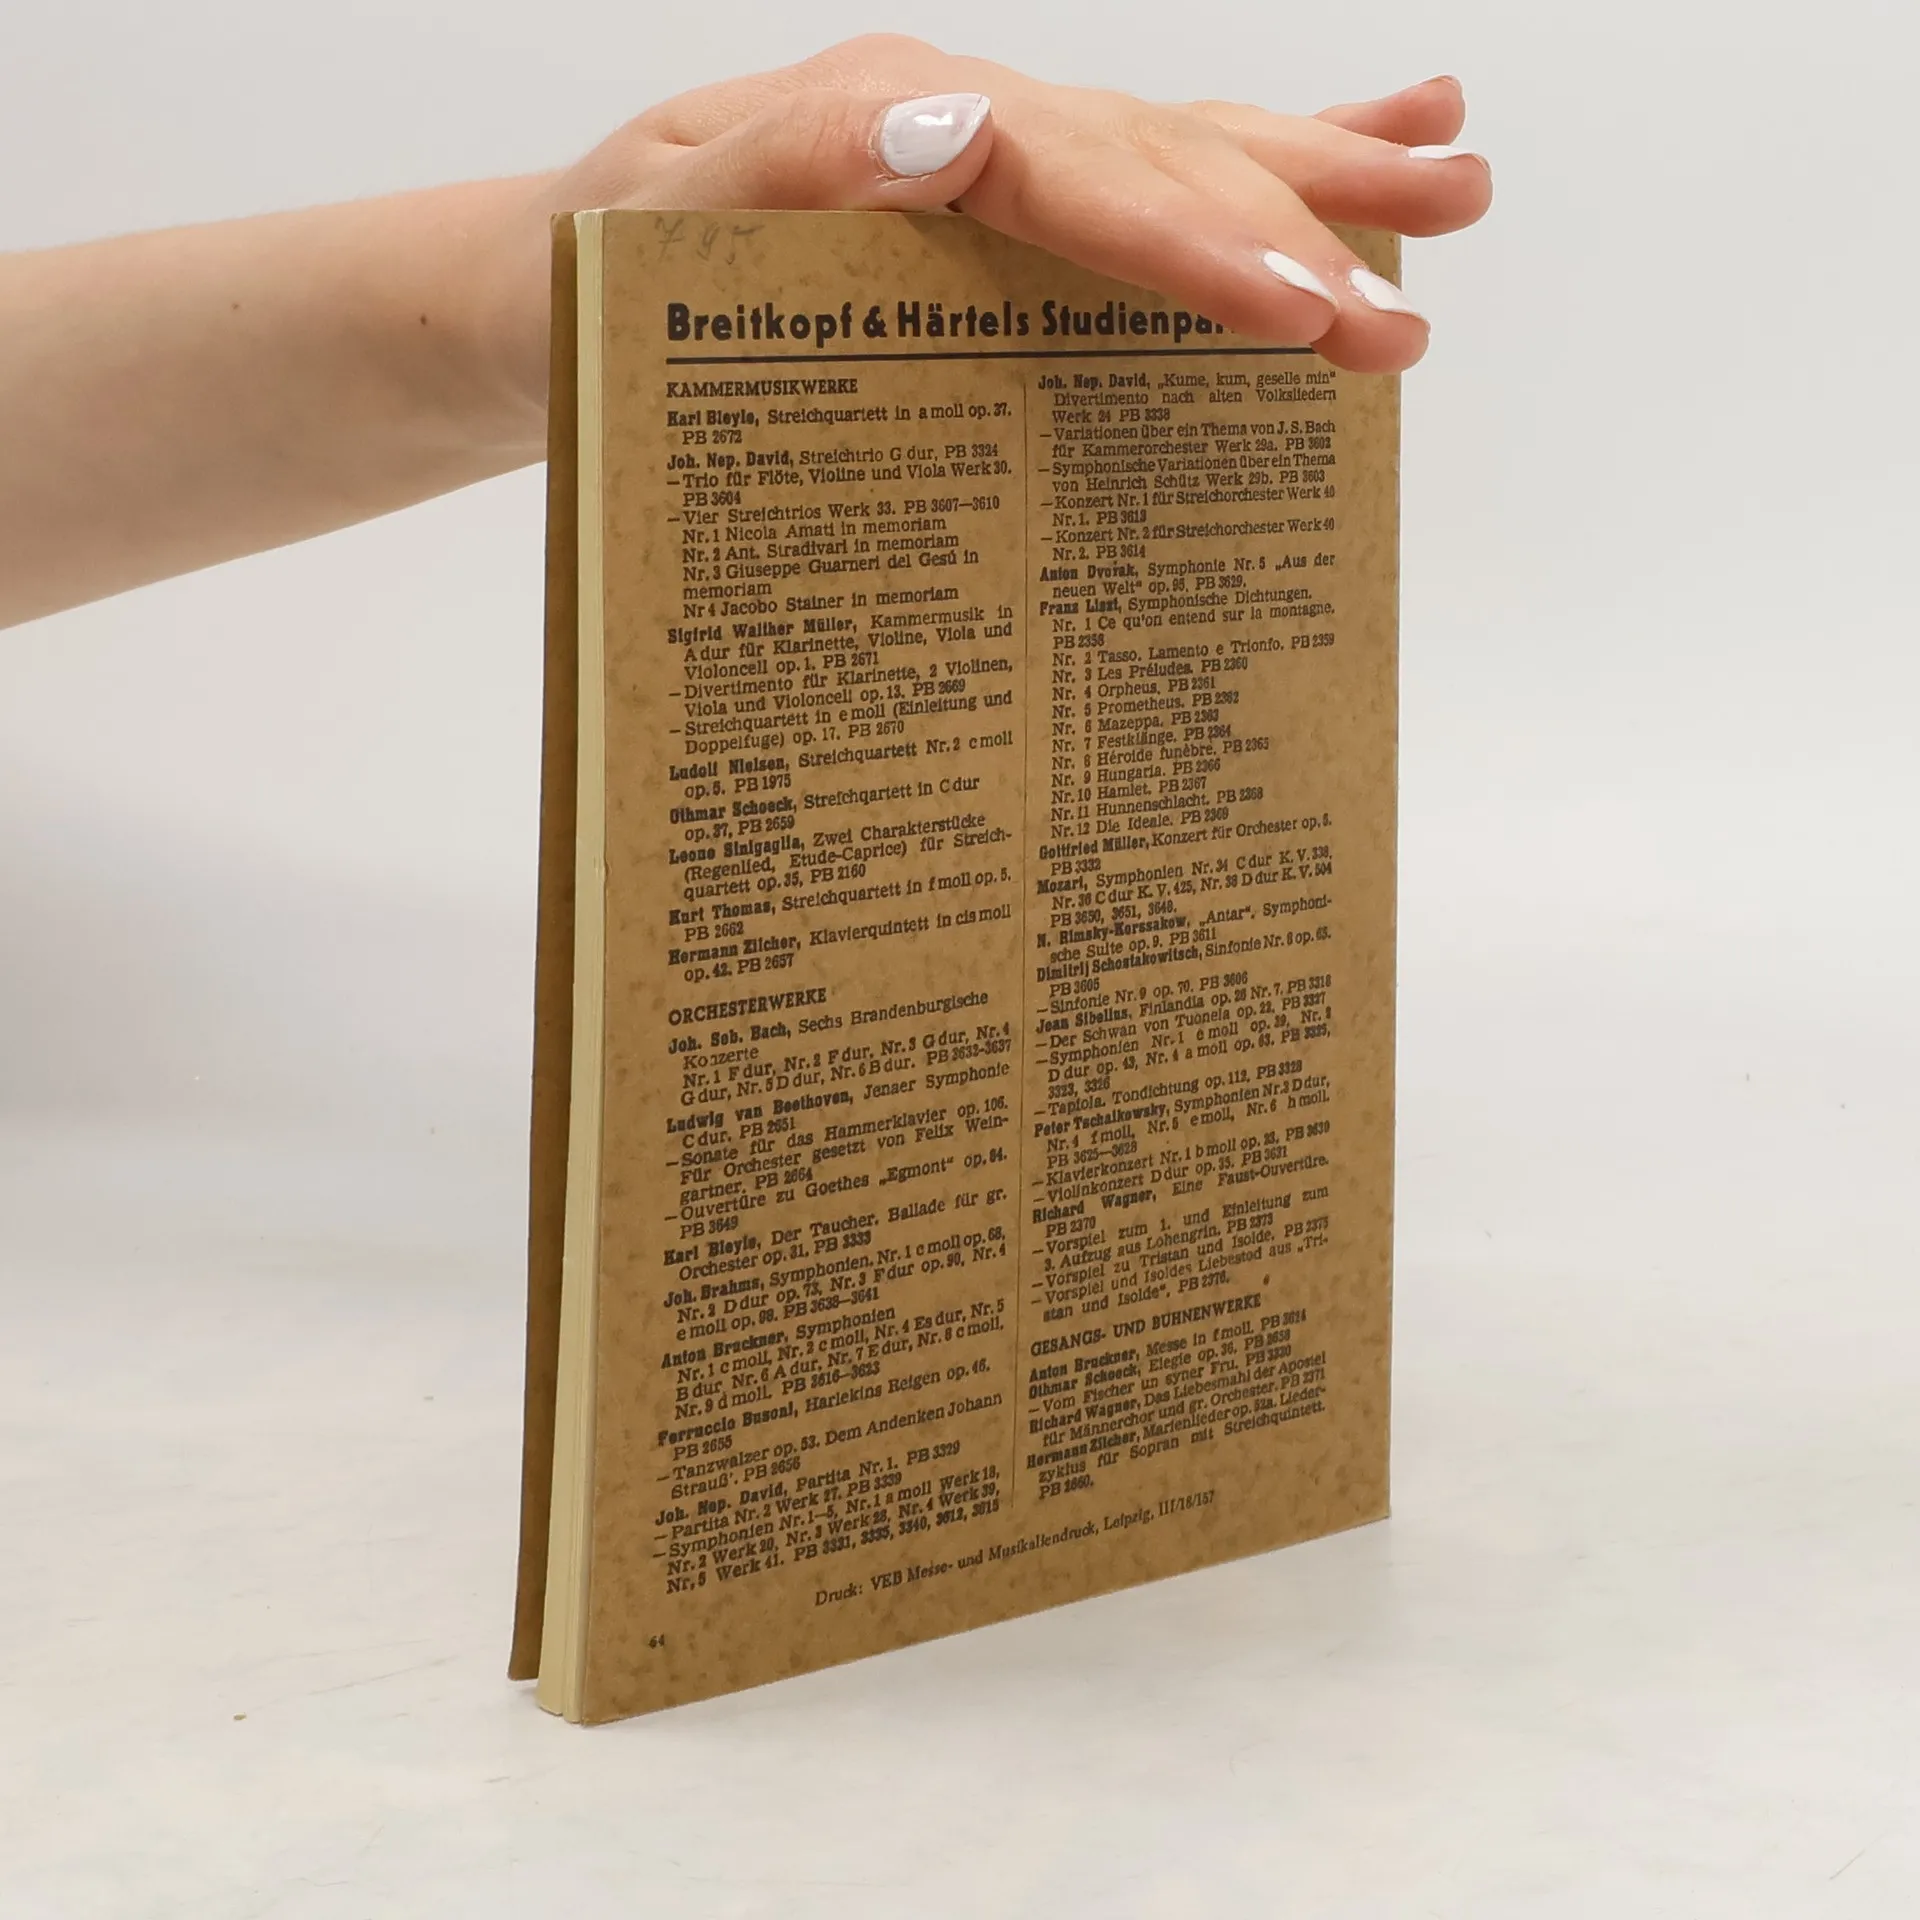 7 95
Breitkopf & Härtels Studienpar
KAMMERMUSIKWERKE
Karl Bleyle, Streichquartett in a moll op. 37.
PB 2672
Joh. Nep. David, Streichtrio G dur, PB 3324
—Trio für Flöte, Violine und Viola Werk 30.
PB 3604
—Vier Streichtrios Werk 33. PB 3607—3610
Nr. 1 Nicola Amati in memoriam
Nr. 2 Ant. Stradivari in memoriam
Nr. 3 Giuseppe Guarneri del Gesú in
memoriam
Nr 4 Jacobo Stainer in memoriam
Sigfrid Walther Müller, Kammermusik in
A dur für Klarinette, Violine, Viola und
Violoncell op. 1. PB 2671
—Divertimento für Klarinette, 2 Violinen,
Viola und Violoncell op. 13. PB 2669
—Streichquartett in e moll (Einleitung und
Doppelfuge) op. 17. PB 2670
Ludolf Nielsen, Streichquartett Nr. 2 c moll
op. 5. PB 1975
Othmar Schoeck, Streichqartett in C dur
op. 37, PB 2659
Leone Sinigaglia, Zwei Charakterstücke
(Regenlied, Etude-Caprice) für Streich-
quartett op. 35, PB 2160
Kurt Thomas, Streichquartett in f moll op. 5.
PB 2662
Hermann Zilcher, Klavierquintett in cis moll
op. 42. PB 2657
ORCHESTERWERKE
Joh. Seb. Bach, Sechs Brandenburgische
Konzerte
Nr. 1 F dur, Nr. 2 F dur, Nr. 3 G dur, Nr. 4
G dur, Nr. 5 D dur, Nr. 6 B dur. PB 3632-3637
Ludwig van Beethoven, Jenaer Symphonie
C dur. PB 2651
—Sonate für das Hammerklavier op. 106.
Für Orchester gesetzt von Felix Wein-
gartner. PB 2664
—Ouvertüre zu Goethes „Egmont“ op. 84.
PB 3649
Karl Bleyle, Der Taucher. Ballade für gr.
Orchester op. 31. PB 3333
Joh. Brahms, Symphonien. Nr. 1 c moll op. 68,
Nr. 2 D dur op. 73, Nr. 3 F dur op. 90, Nr. 4
e moll op. 98. PB 3638—3641
Anton Bruckner, Symphonien
Nr. 1 c moll, Nr. 2 c moll, Nr. 4 Es dur, Nr. 5
B dur, Nr. 6 A dur, Nr. 7 E dur, Nr. 8 c moll,
Nr. 9 d moll. PB 3616—3623
Ferruccio Busoni, Harlekins Reigen op. 46.
PB 2655
—Tanzwalzer op. 53. Dem Andenken Johann
Strauß'. PB 2656
Joh. Nep. David, Partita Nr. 1. PB 3329
—Partita Nr. 2 Werk 27. PB 3339
—Symphonien Nr. 1—5, Nr. 1 a moll Werk 18,
Nr. 2 Werk 20, Nr. 3 Werk 28, Nr. 4 Werk 39,
Nr. 5 Werk 41. PB 3331, 3335, 3340, 3612, 3615
Joh. Nep. David, „Kume, kum, geselle min“
Divertimento nach alten Volksliedern
Werk 24 PB 3338
—Variationen über ein Thema von J. S. Bach
für Kammerorchester Werk 29a. PB 3602
—Symphonische Variationen über ein Thema
von Heinrich Schütz Werk 29b. PB 3603
—Konzert Nr. 1 für Streichorchester Werk 40
Nr. 1. PB 3613
—Konzert Nr. 2 für Streichorchester Werk 40
Nr. 2. PB 3614
Anton Dvořak, Symphonie Nr. 5 „Aus der
neuen Welt“ op. 95. PB 3629.
Franz Liszt, Symphonische Dichtungen.
Nr. 1 Ce qu'on entend sur la montagne.
PB 2358
Nr. 2 Tasso. Lamento e Trionfo. PB 2359
Nr. 3 Les Préludes. PB 2360
Nr. 4 Orpheus. PB 2361
Nr. 5 Prometheus. PB 2362
Nr. 6 Mazeppa. PB 2363
Nr. 7 Festklänge. PB 2364
Nr. 8 Héroide funèbre. PB 2365
Nr. 9 Hungaria. PB 2366
Nr. 10 Hamlet. PB 2367
Nr. 11 Hunnenschlacht. PB 2368
Nr. 12 Die Ideale. PB 2369
Gottfried Müller, Konzert für Orchester op. 5.
PB 3332
Mozart, Symphonien Nr. 34 C dur K. V. 338,
Nr. 36 C dur K. V. 425, Nr. 38 D dur K. V. 504
PB 3650, 3651, 3648.
N. Rimsky-Korssakow, „Antar“. Symphoni-
sche Suite op. 9. PB 3611
Dimitrij Schostakowitsch, Sinfonie Nr. 8 op. 65.
PB 3605
—Sinfonie Nr. 9 op. 70. PB 3606
Jean Sibelius, Finlandia op. 26 Nr. 7. PB 3318
—Der Schwan von Tuonela op. 22. PB 3327
—Symphonien Nr. 1 e moll op. 39, Nr. 2
D dur op. 43, Nr. 4 a moll op. 63. PB 3325,
3323, 3326
—Tapiola. Tondichtung op. 112. PB 3328
Peter Tschaikowsky, Symphonien Nr. 3 D dur,
Nr. 4 f moll, Nr. 5 e moll, Nr. 6 h moll.
PB 3625—3628
—Klavierkonzert Nr. 1 b moll op. 23, PB 3630
—Violinkonzert D dur op. 35. PB 3631
Richard Wagner, Eine Faust-Ouvertüre.
PB 2370
—Vorspiel zum 1. und Einleitung zum
3. Aufzug aus Lohengrin. PB 2373
—Vorspiel zu Tristan und Isolde. PB 2375
—Vorspiel und Isoldes Liebestod aus „Tri-
stan und Isolde“. PB 2376.
GESANGS- UND BÜHNENWERKE
Anton Bruckner, Messe in f moll. PB 3624
Othmar Schoeck, Elegie op. 36. PB 2658
—Vom Fischer un syner Fru. PB 3330
Richard Wagner, Das Liebesmahl der Apostel
für Männerchor und gr. Orchester. PB 2371
Hermann Zilcher, Marienlieder op. 52a. Lieder-
zyklus für Sopran mit Streichquintett.
PB 2660.
Druck: VEB Messe- und Musikaliendruck, Leipzig, III/18/157
64